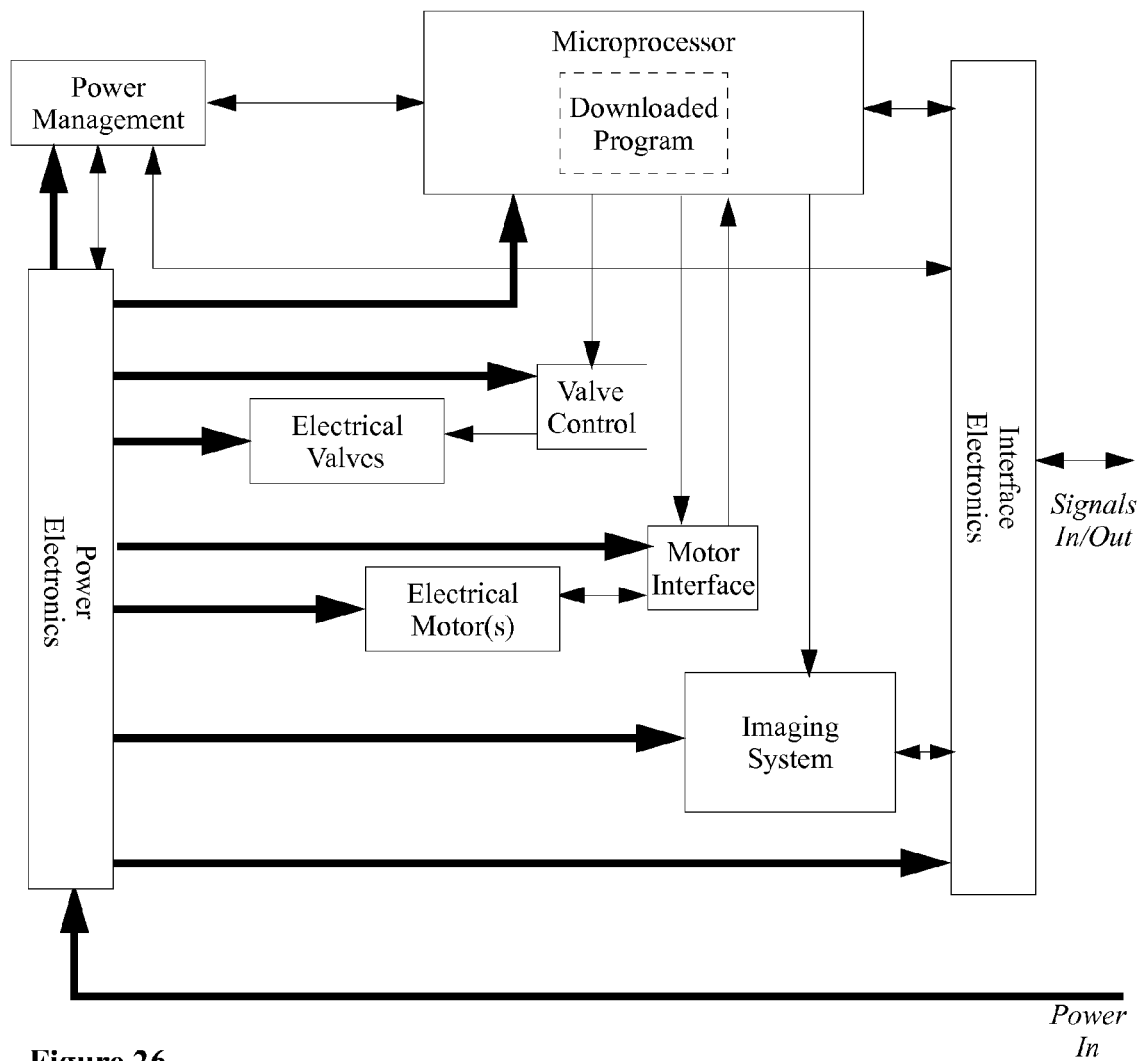 Microprocessor
Downloaded
Program
Power
Management
Valve
Control
Electrical
Valves
Interface
Electronics
Signals
In/Out
Power
Electronics
Motor
Interface
Electrical
Motor(s)
Imaging
System
Power
In
Figure 26